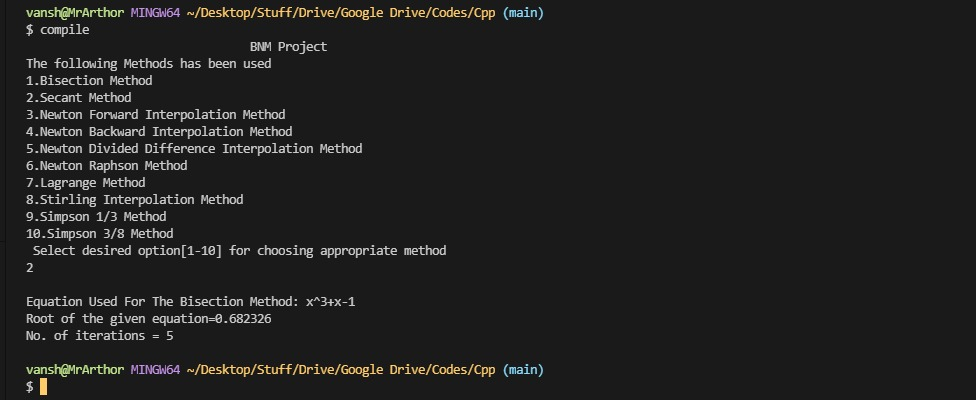 vansh@MrArthor MINGW64 ~/Desktop/Stuff/Drive/Google Drive/Codes/Cpp (main)
$ compile
BNM Project
The following Methods has been used
1.Bisection Method
2.Secant Method
3.Newton Forward Interpolation Method
4.Newton Backward Interpolation Method
5.Newton Divided Difference Interpolation Method
6.Newton Raphson Method
7.Lagrange Method
8.Stirling Interpolation Method
9.Simpson 1/3 Method
10.Simpson 3/8 Method
Select desired option[1-10] for choosing appropriate method
2
Equation Used For The Bisection Method: x^3+x-1
Root of the given equation=0.682326
No. of iterations = 5
vansh@MrArthor MINGW64 ~/Desktop/Stuff/Drive/Google Drive/Codes/Cpp (main)
$